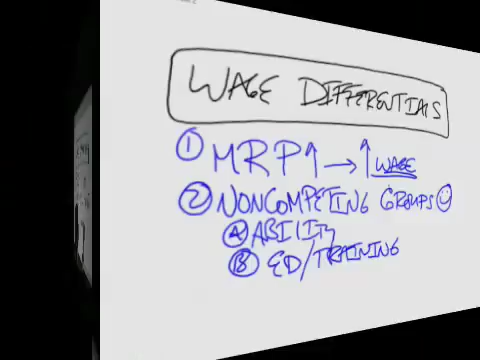 WAGE DIFFERENTIALS
① MRP↑ → ↑ WAGE
② NONCOMPETING GROUPS
Ⓐ ABILITY
Ⓑ ED/TRAINING